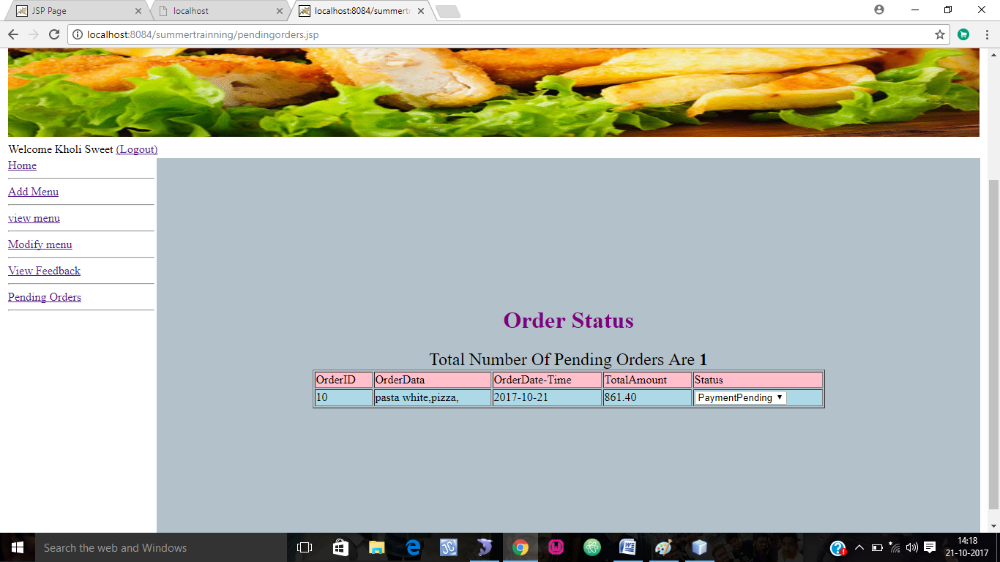 JSP Page
localhost
localhost:8084/summertr
localhost:8084/summertrainning/pendingorders.jsp
Welcome Kholi Sweet (Logout)
Home
Add Menu
view menu
Modify menu
View Feedback
Pending Orders
Order Status
Total Number Of Pending Orders Are 1
OrderID OrderData OrderDate-Time TotalAmount Status
10 pasta white,pizza, 2017-10-21 861.40 PaymentPending
Search the web and Windows
14:18
21-10-2017